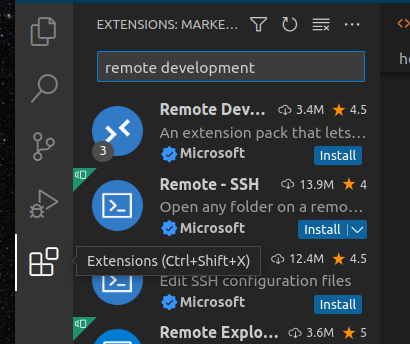 EXTENSIONS: MARKE...
remote development
Remote Dev... 3.4M 4.5
An extension pack that lets...
3
Microsoft Install
Remote - SSH 13.9M 4
Open any folder on a remo...
Microsoft Install
Extensions (Ctrl+Shift+X) 12.4M 4.5
Edit SSH configuration files
Microsoft Install
Remote Explo... 3.6M 5